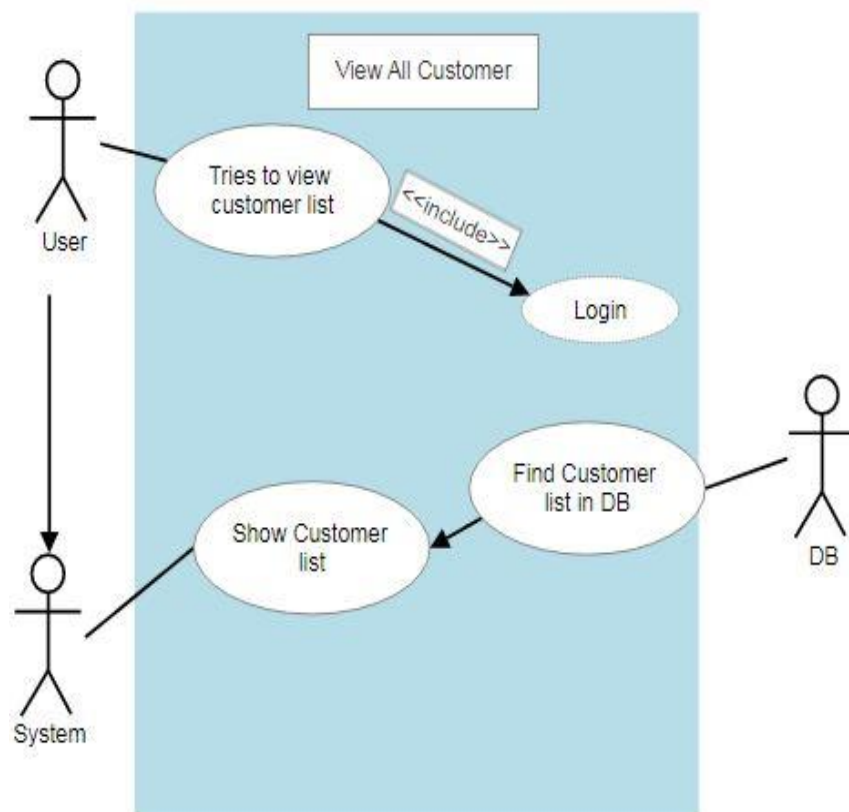 View All Customer
Tries to view
customer list
<<include>>
User
Login
Find Customer
list in DB
Show Customer
list
DB
System